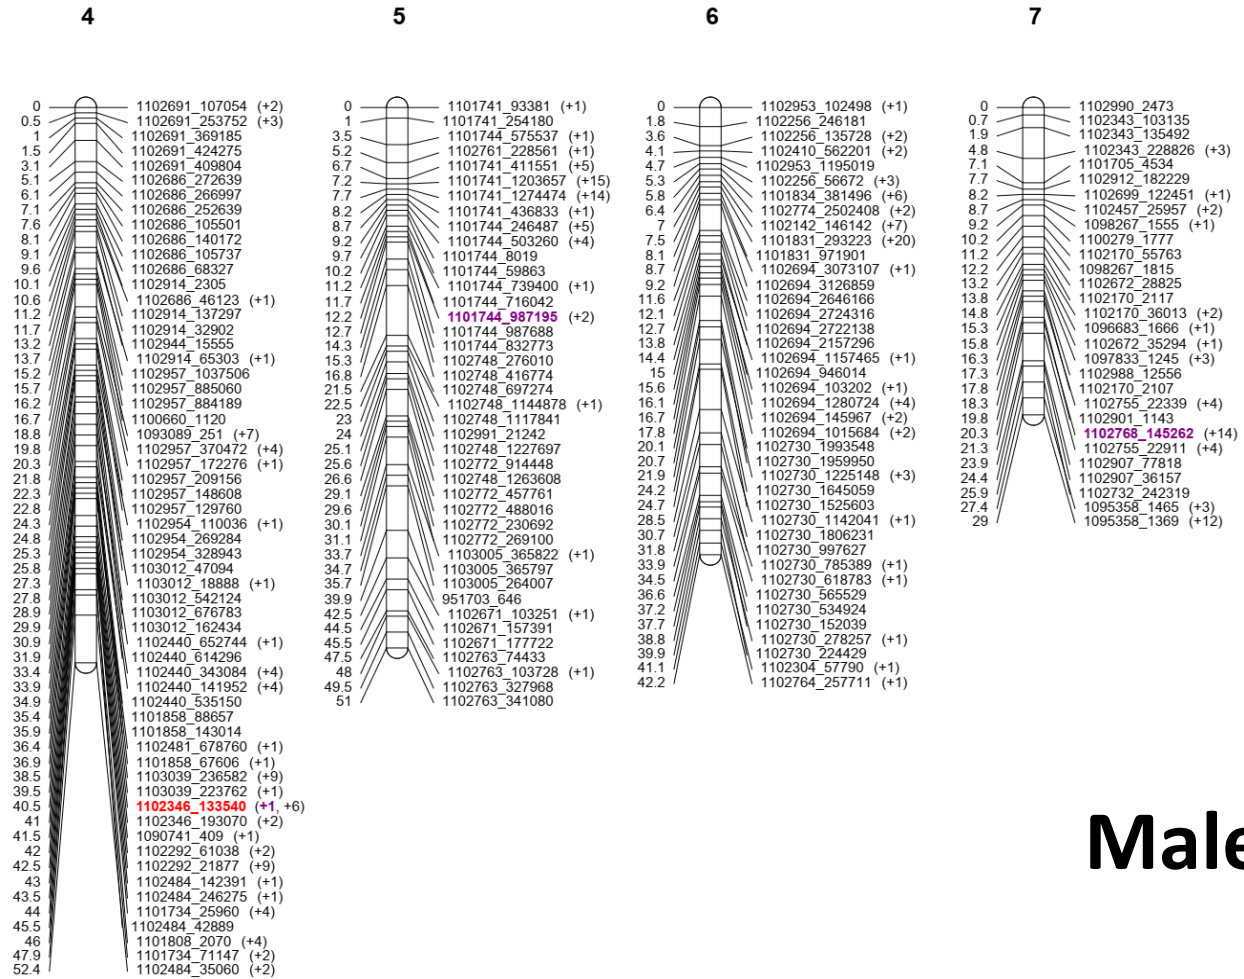 4
0 1102691_107054 (+2)
0.5 1102691_253752 (+3)
1 1102691_369185
1.5 1102691_424275
3.1 1102691_409804
5.1 1102686_272639
6.1 1102686_266997
7.1 1102686_252639
7.6 1102686_105501
8.1 1102686_140172
9.1 1102686_105737
9.6 1102686_68327
10.1 1102914_2305
10.6 1102686_46123 (+1)
11.2 1102914_137297
11.7 1102914_32902
13.2 1102944_15555
13.7 1102914_65303 (+1)
15.2 1102957_1037506
15.7 1102957_885060
16.2 1102957_884189
16.7 1100660_1120
18.8 1093089_251 (+7)
19.8 1102957_370472 (+4)
20.3 1102957_172276 (+1)
21.8 1102957_209156
22.3 1102957_148608
22.8 1102957_129760
24.3 1102954_110036 (+1)
24.8 1102954_269284
25.3 1102954_328943
25.8 1103012_47094
27.3 1103012_18888 (+1)
27.8 1103012_542124
28.9 1103012_676783
29.9 1103012_162434
30.9 1102440_652744 (+1)
31.9 1102440_614296
33.4 1102440_343084 (+4)
33.9 1102440_141952 (+4)
34.9 1102440_535150
35.4 1101858_88657
35.9 1101858_143014
36.4 1102481_678760 (+1)
36.9 1101858_67606 (+1)
38.5 1103039_236582 (+9)
39.5 1103039_223762 (+1)
40.5 1102346_133540 (+1, +6)
41 1102346_193070 (+2)
41.5 1090741_409 (+1)
42 1102292_61038 (+2)
42.5 1102292_21877 (+9)
43 1102484_142391 (+1)
43.5 1102484_246275 (+1)
44 1101734_25960 (+4)
45.5 1102484_42889
46 1101808_2070 (+4)
47.9 1101734_71147 (+2)
52.4 1102484_35060 (+2)
5
0 1101741_93381 (+1)
1 1101741_254180
3.5 1101744_575537 (+1)
5.2 1102761_228561 (+1)
6.7 1101741_411551 (+5)
7.2 1101741_1203657 (+15)
7.7 1101741_1274474 (+14)
8.2 1101741_436833 (+1)
8.7 1101744_246487 (+5)
9.2 1101744_503260 (+4)
9.7 1101744_8019
10.2 1101744_59863
11.2 1101744_739400 (+1)
11.7 1101744_716042
12.2 1101744_987195 (+2)
12.7 1101744_987688
14.3 1101744_832773
15.3 1102748_276010
16.8 1102748_416774
21.5 1102748_697274
22.5 1102748_1144878 (+1)
23 1102748_1117841
24 1102991_21242
25.1 1102748_1227697
25.6 1102772_914448
26.6 1102748_1263608
29.1 1102772_457761
29.6 1102772_488016
30.1 1102772_230692
31.1 1102772_269100
33.7 1103005_365822 (+1)
34.7 1103005_365797
35.7 1103005_264007
39.9 951703_646
42.5 1102671_103251 (+1)
44.5 1102671_157391
45.5 1102671_177722
47.5 1102763_74433
48 1102763_103728 (+1)
49.5 1102763_327968
51 1102763_341080
6
0 1102953_102498 (+1)
1.8 1102256_246181
3.6 1102256_135728 (+2)
4.1 1102410_562201 (+2)
4.7 1102953_1195019
5.3 1102256_56672 (+3)
5.8 1101834_381496 (+6)
6.4 1102774_2502408 (+2)
7 1102142_146142 (+7)
7.5 1101831_293223 (+20)
8.1 1101831_971901
8.7 1102694_3073107 (+1)
9.2 1102694_3126859
11.6 1102694_2646166
12.1 1102694_2724316
12.7 1102694_2722138
13.8 1102694_2157296
14.4 1102694_1157465 (+1)
15 1102694_946014
15.6 1102694_103202 (+1)
16.1 1102694_1280724 (+4)
16.7 1102694_145967 (+2)
17.8 1102694_1015684 (+2)
20.1 1102730_1993548
20.7 1102730_1959950
21.9 1102730_1225148 (+3)
24.2 1102730_1645059
24.7 1102730_1525603
28.5 1102730_1142041 (+1)
30.7 1102730_1806231
31.8 1102730_997627
33.9 1102730_785389 (+1)
34.5 1102730_618783 (+1)
36.6 1102730_565529
37.2 1102730_534924
37.7 1102730_152039
38.8 1102730_278257 (+1)
39.9 1102730_224429
41.1 1102304_57790 (+1)
42.2 1102764_257711 (+1)
7
0 1102990_2473
0.7 1102343_103135
1.9 1102343_135492
4.8 1102343_228826 (+3)
7.1 1101705_4534
7.7 1102912_182229
8.2 1102699_122451 (+1)
8.7 1102457_25957 (+2)
9.2 1098267_1555 (+1)
10.2 1100279_1777
11.2 1102170_55763
12.2 1098267_1815
13.2 1102672_28825
13.8 1102170_2117
14.8 1102170_36013 (+2)
15.3 1096683_1666 (+1)
15.8 1102672_35294 (+1)
16.3 1097833_1245 (+3)
17.3 1102988_12556
17.8 1102170_2107
18.3 1102755_22339 (+4)
19.8 1102901_1143
20.3 1102768_145262 (+14)
21.3 1102755_22911 (+4)
23.9 1102907_77818
24.4 1102907_36157
25.9 1102732_242319
27.4 1095358_1465 (+3)
29 1095358_1369 (+12)
Male